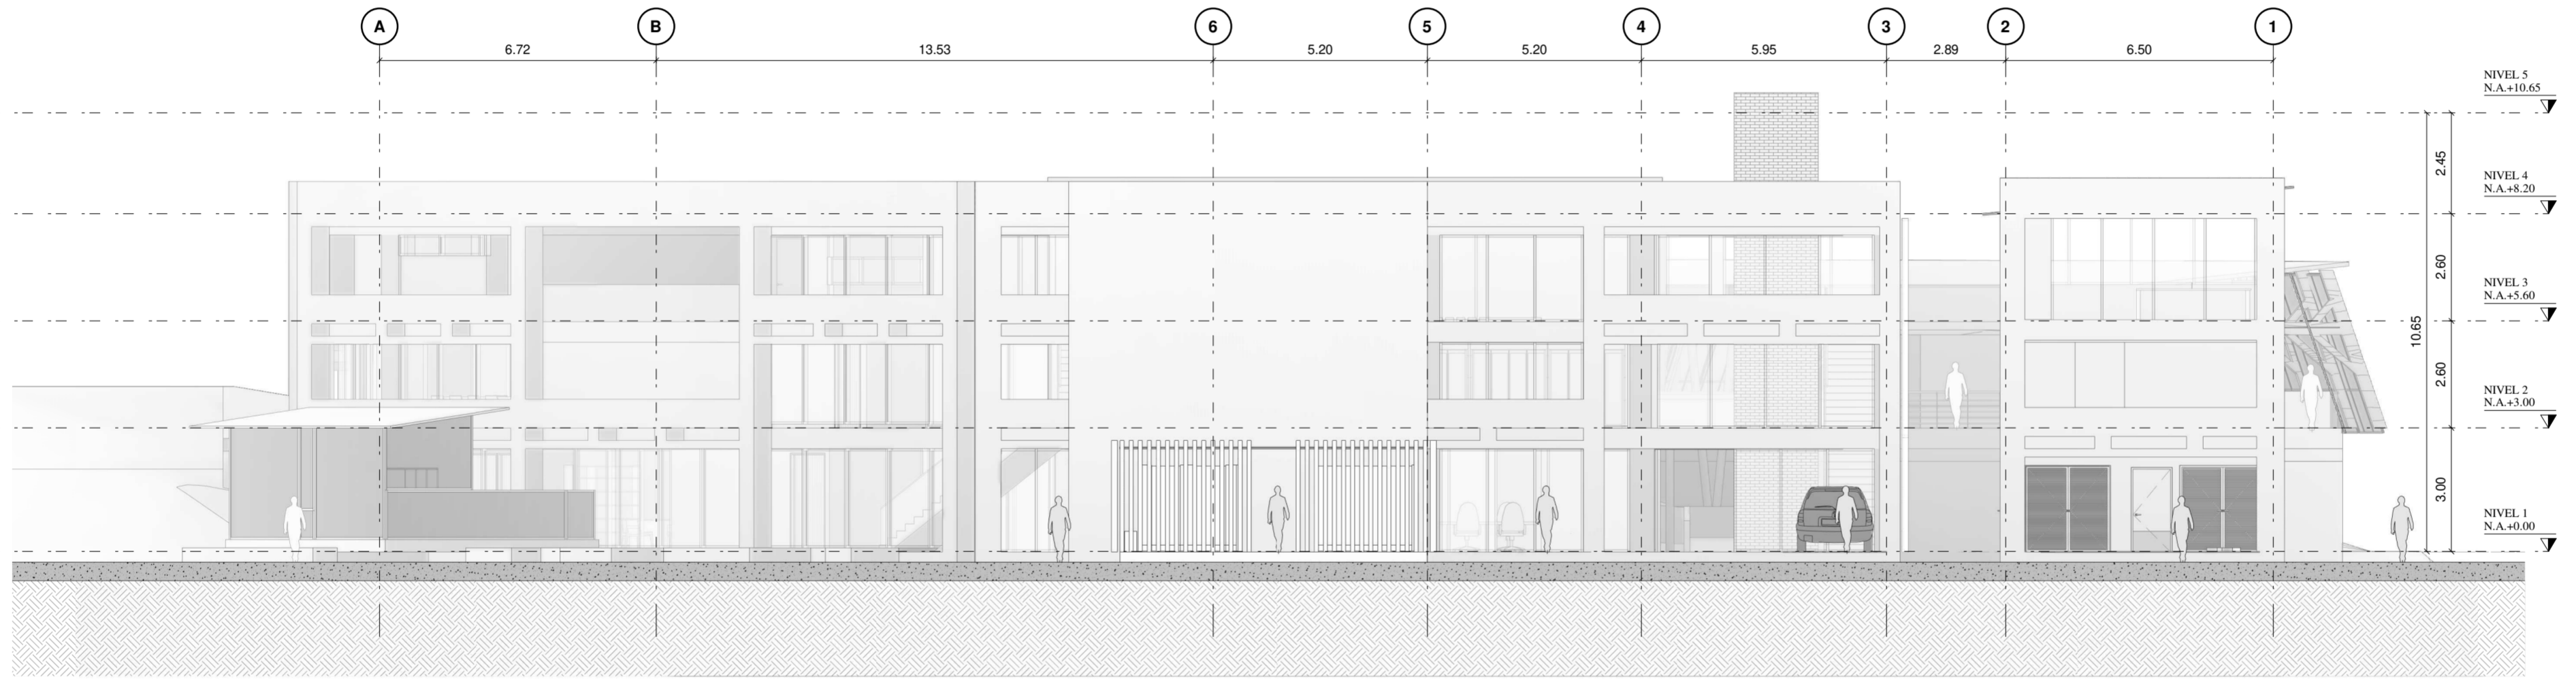 A B 6 5 4 3 2 1
6.72 13.53 5.20 5.20 5.95 2.89 6.50
NIVEL 5
N.A.+10.65
2.45
NIVEL 4
N.A.+8.20
2.60
NIVEL 3
N.A.+5.60
10.65
2.60
NIVEL 2
N.A.+3.00
3.00
NIVEL 1
N.A.+0.00